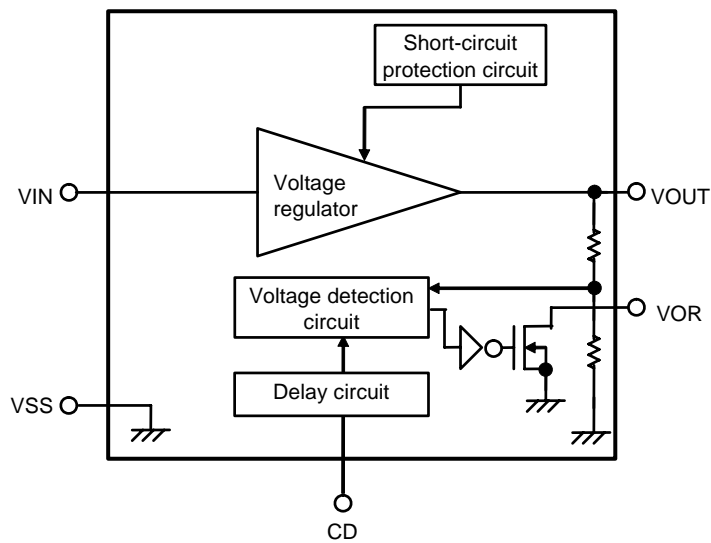 Short-circuit
protection circuit
Voltage
regulator
VIN
VOUT
Voltage detection
circuit
VOR
Delay circuit
VSS
CD